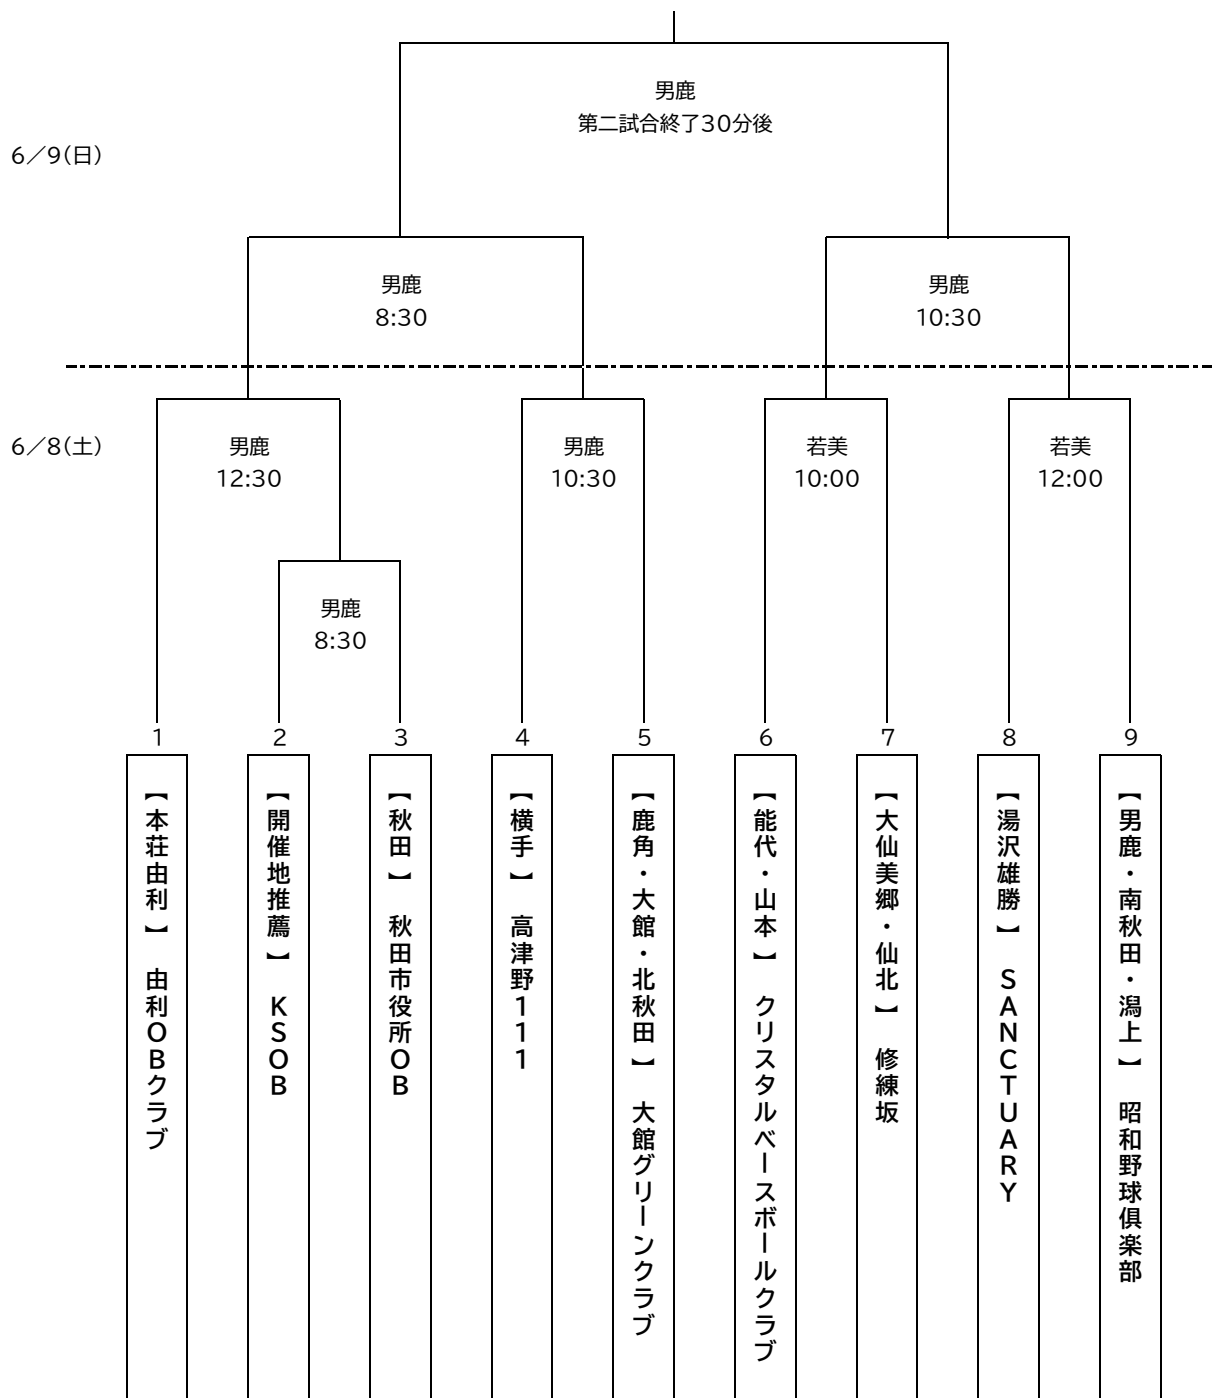 男鹿
第二試合終了30分後
6／9(日)
男鹿
8:30
男鹿
10:30
6／8(土)
男鹿
12:30
男鹿
10:30
若美
10:00
若美
12:00
男鹿
8:30
1
2
3
4
5
6
7
8
9
【本荘由利】　由利ＯＢクラブ
【開催地推薦】　ＫＳＯＢ
【秋田】　秋田市役所ＯＢ
【横手】　高津野１１１
【鹿角・大館・北秋田】　大館グリーンクラブ
【能代・山本】　クリスタルベースボールクラブ
【大仙美郷・仙北】　修練坂
【湯沢雄勝】　ＳＡＮＣＴＵＡＲＹ
【男鹿・南秋田・潟上】　昭和野球倶楽部